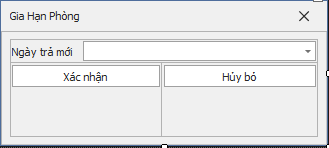 Gia Hạn Phòng
Ngày trả mới
Xác nhận Hủy bỏ